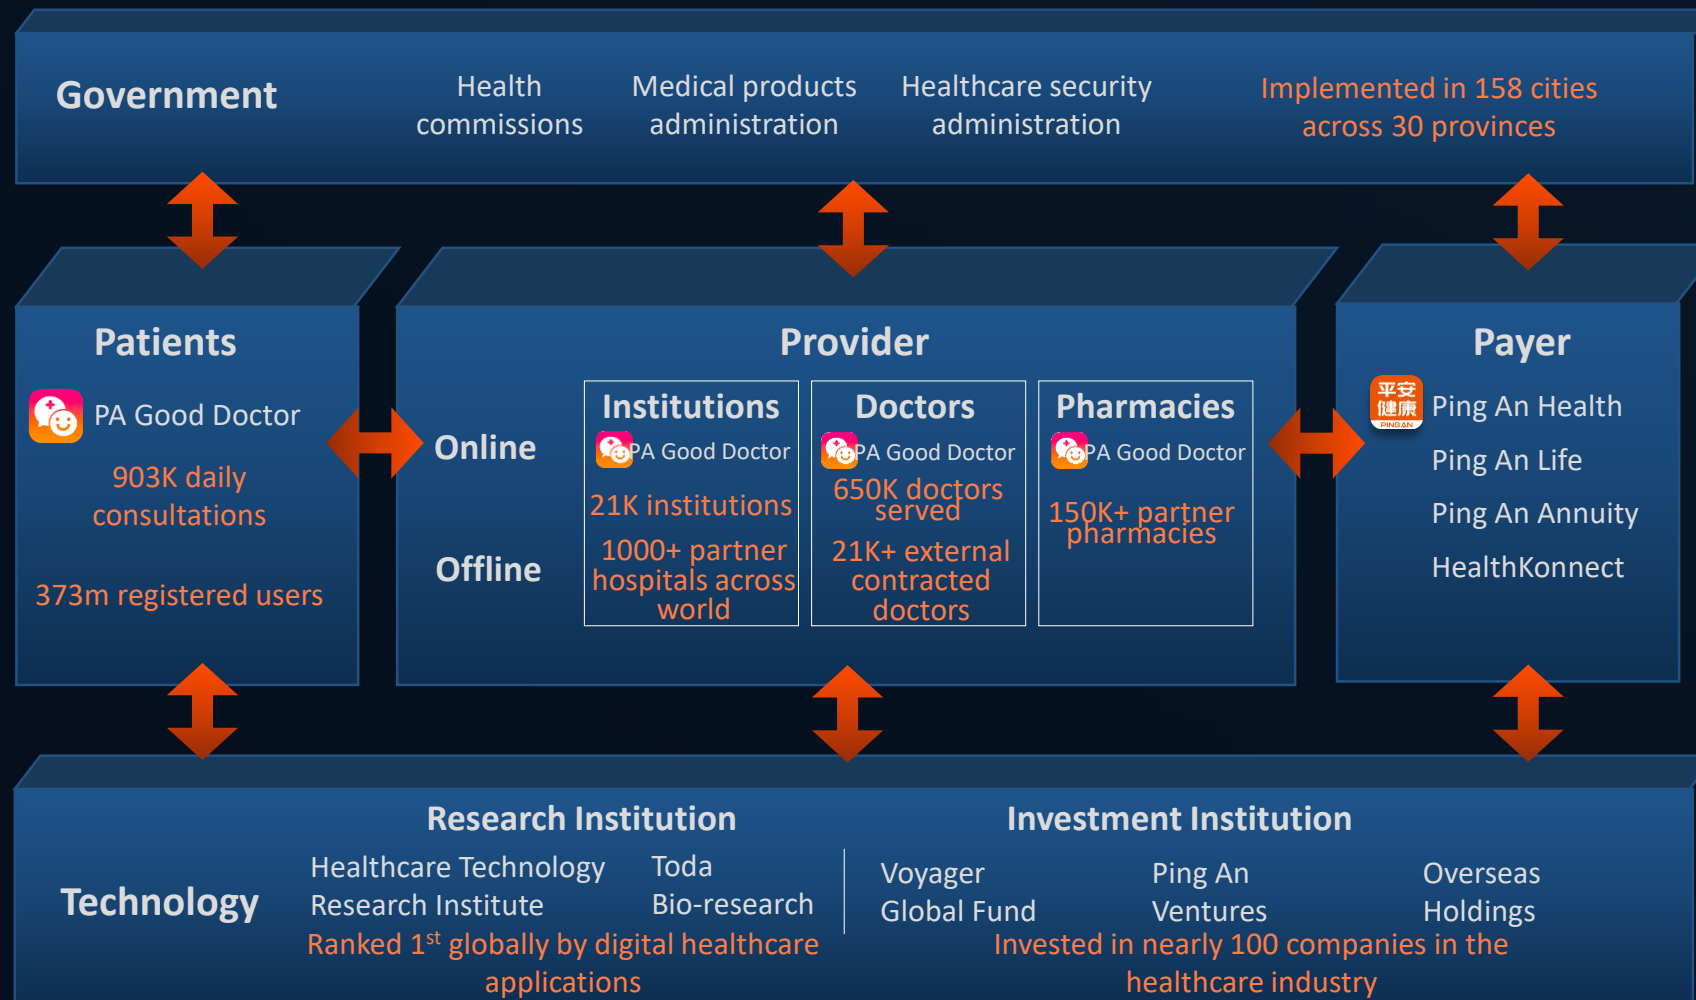 Government
Health
commissions
Medical products
administration
Healthcare security
administration
Implemented in 158 cities
across 30 provinces
Patients
PA Good Doctor
903K daily
consultations
373m registered users
Provider
Online
Offline
Institutions
PA Good Doctor
21K institutions
1000+ partner
hospitals across
world
Doctors
PA Good Doctor
650K doctors
served
21K+ external
contracted
doctors
Pharmacies
PA Good Doctor
150K+ partner
pharmacies
Payer
平安
健康
PING AN
Ping An Health
Ping An Life
Ping An Annuity
HealthKonnect
Technology
Research Institution
Healthcare Technology
Research Institute
Toda
Bio-research
Ranked 1st globally by digital healthcare
applications
Investment Institution
Voyager
Global Fund
Ping An
Ventures
Overseas
Holdings
Invested in nearly 100 companies in the
healthcare industry